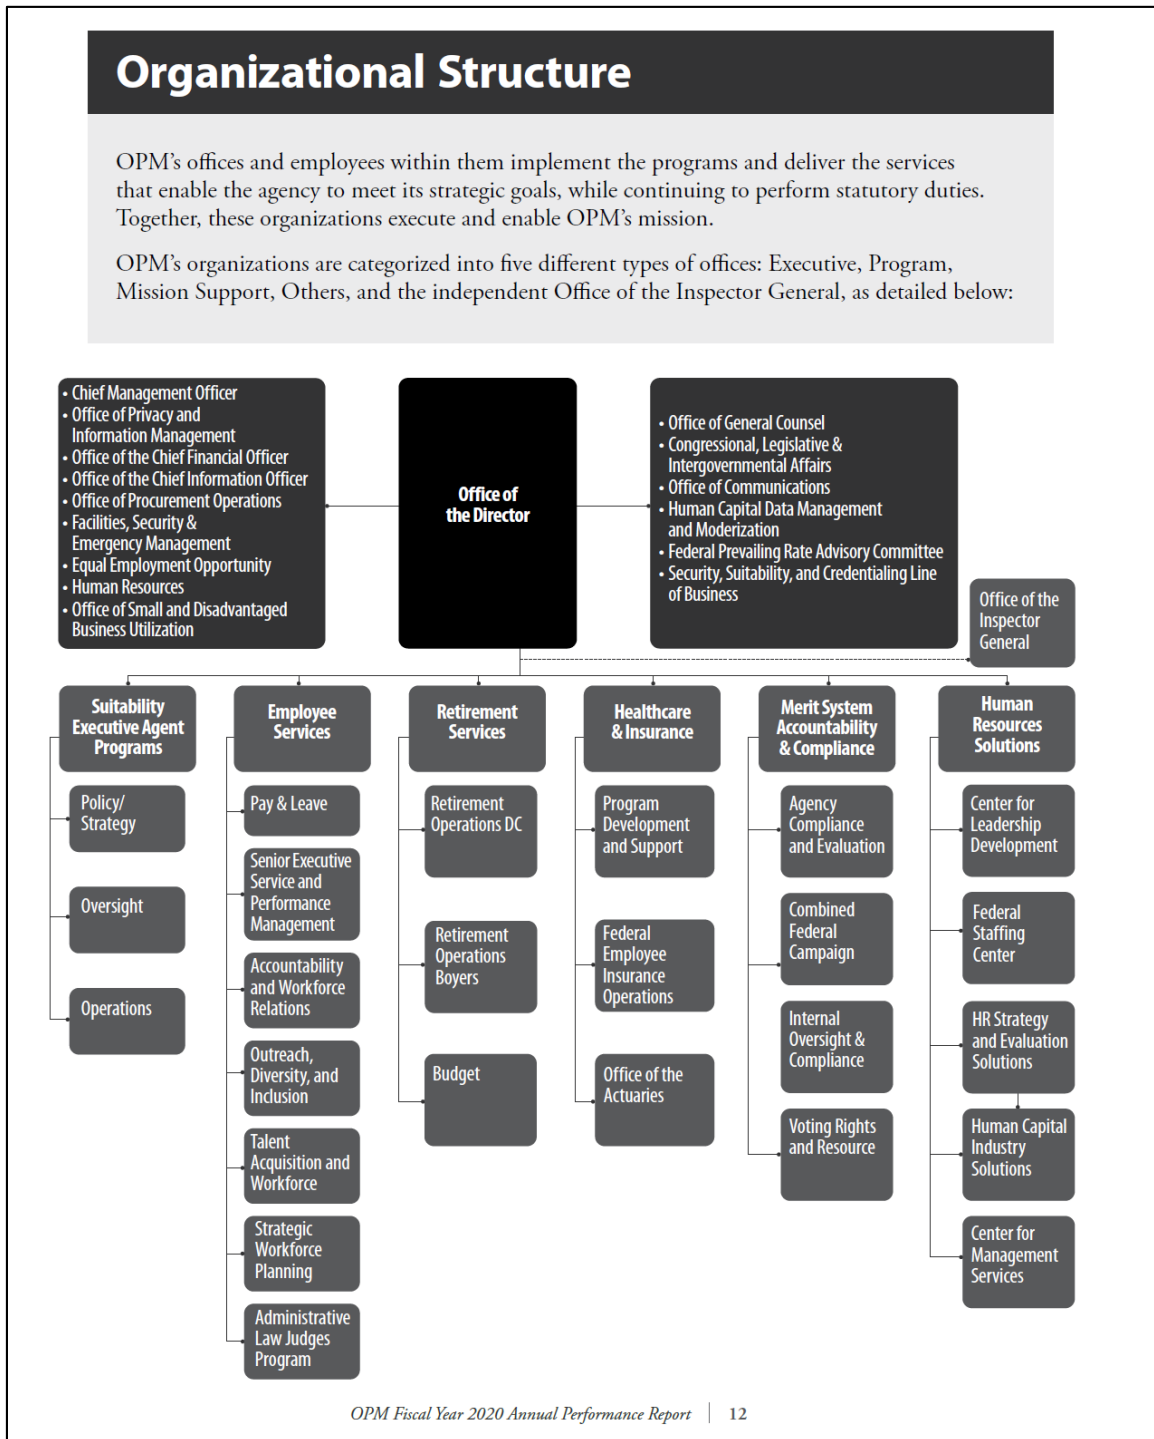 Organizational Structure
OPM's offices and employees within them implement the programs and deliver the services
that enable the agency to meet its strategic goals, while continuing to perform statutory duties.
Together, these organizations execute and enable OPM's mission.
OPM's organizations are categorized into five different types of offices: Executive, Program,
Mission Support, Others, and the independent Office of the Inspector General, as detailed below:
• Chief Management Officer
• Office of Privacy and
Information Management
• Office of the Chief Financial Officer
• Office of the Chief Information Officer
• Office of Procurement Operations
• Facilities, Security &
Emergency Management
• Equal Employment Opportunity
• Human Resources
• Office of Small and Disadvantaged
Business Utilization
Office of
the Director
• Office of General Counsel
• Congressional, Legislative &
Intergovernmental Affairs
• Office of Communications
• Human Capital Data Management
and Moderization
• Federal Prevailing Rate Advisory Committee
• Security, Suitability, and Credentialing Line
of Business
Office of the
Inspector
General
Suitability
Executive Agent
Programs
Policy/
Strategy
Oversight
Operations
Employee
Services
Pay & Leave
Senior Executive
Service and
Performance
Management
Accountability
and Workforce
Relations
Outreach,
Diversity, and
Inclusion
Talent
Acquisition and
Workforce
Strategic
Workforce
Planning
Administrative
Law Judges
Program
Retirement
Services
Retirement
Operations DC
Retirement
Operations
Boyers
Budget
Healthcare
& Insurance
Program
Development
and Support
Federal
Employee
Insurance
Operations
Office of the
Actuaries
Merit System
Accountability
& Compliance
Agency
Compliance
and Evaluation
Combined
Federal
Campaign
Internal
Oversight &
Compliance
Voting Rights
and Resource
Human
Resources
Solutions
Center for
Leadership
Development
Federal
Staffing
Center
HR Strategy
and Evaluation
Solutions
Human Capital
Industry
Solutions
Center for
Management
Services
OPM Fiscal Year 2020 Annual Performance Report | 12